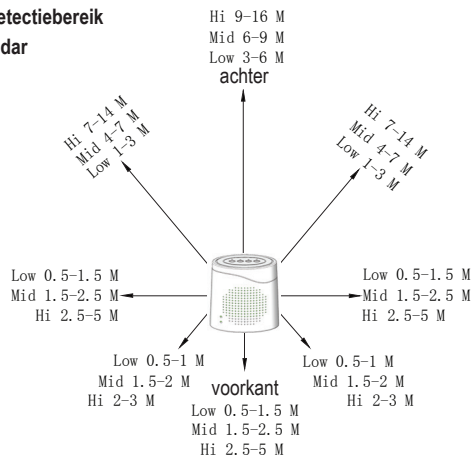 etectiebereik
dar
Hi 9-16 M
Mid 6-9 M
Low 3-6 M
achter
Hi 7-14 M
Mid 4-7 M
Low 1-3 M
Hi 7-14 M
Mid 4-7 M
Low 1-3 M
Low 0.5-1.5 M
Mid 1.5-2.5 M
Hi 2.5-5 M
Low 0.5-1.5 M
Mid 1.5-2.5 M
Hi 2.5-5 M
Low 0.5-1 M
Mid 1.5-2 M
Hi 2-3 M
Low 0.5-1 M
Mid 1.5-2 M
Hi 2-3 M
voorkant
Low 0.5-1.5 M
Mid 1.5-2.5 M
Hi 2.5-5 M